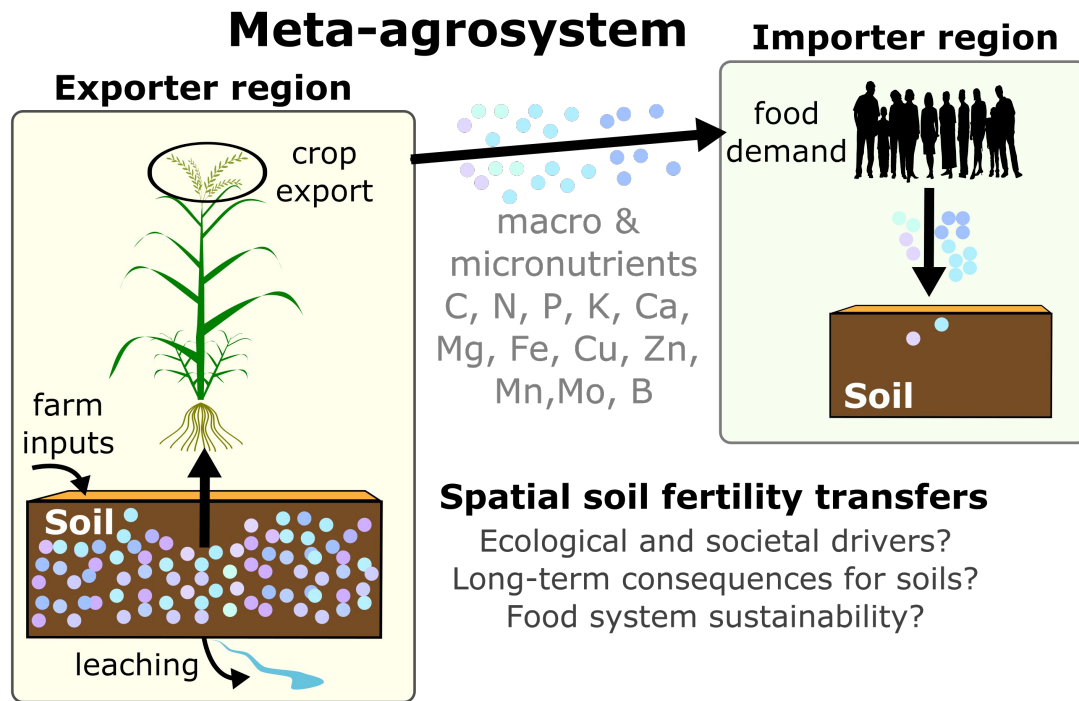 Meta-agrosystem
Exporter region
crop
export
farm
inputs
Soil
leaching
macro &
micronutrients
C, N, P, K, Ca,
Mg, Fe, Cu, Zn,
Mn,Mo, B
Importer region
food
demand
Soil
Spatial soil fertility transfers
Ecological and societal drivers?
Long-term consequences for soils?
Food system sustainability?